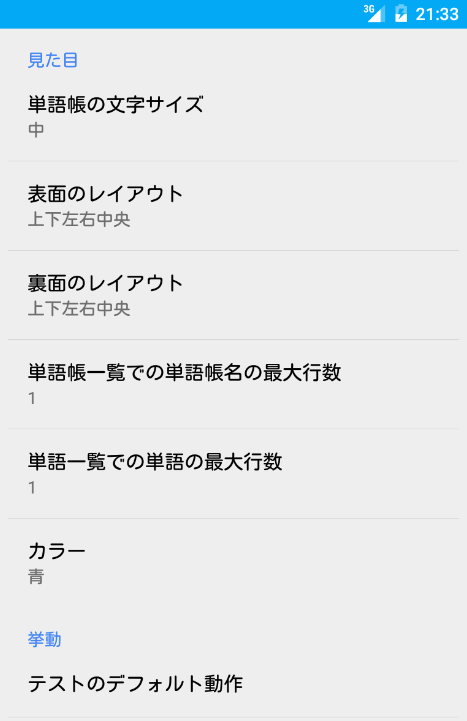 3G 21:33
見た目
単語帳の文字サイズ
中
表面のレイアウト
上下左右中央
裏面のレイアウト
上下左右中央
単語帳一覧での単語帳名の最大行数
1
単語一覧での単語の最大行数
1
カラー
青
挙動
テストのデフォルト動作